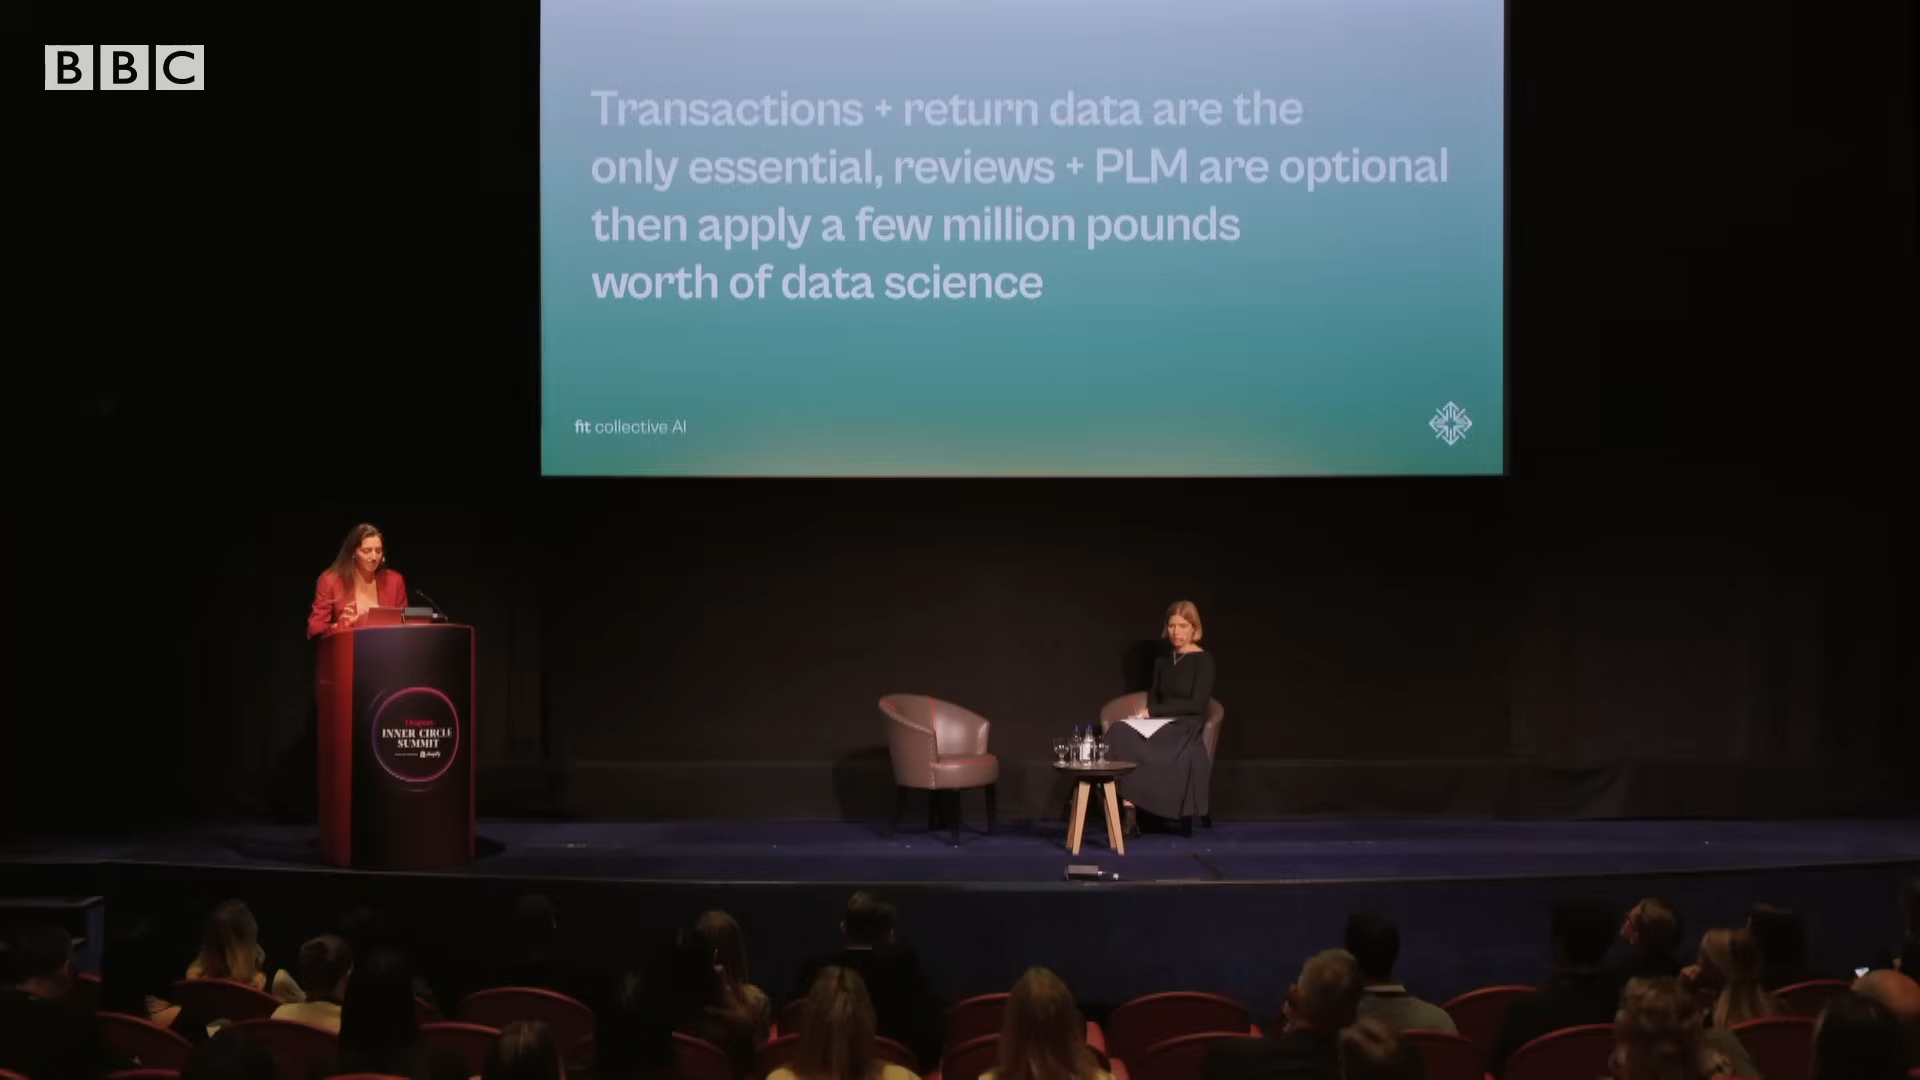 BBC
Transactions + return data are the
only essential, reviews + PLM are optional
then apply a few million pounds
worth of data science
fit collective AI
INNER CIRCLE
SUMMIT
shopify